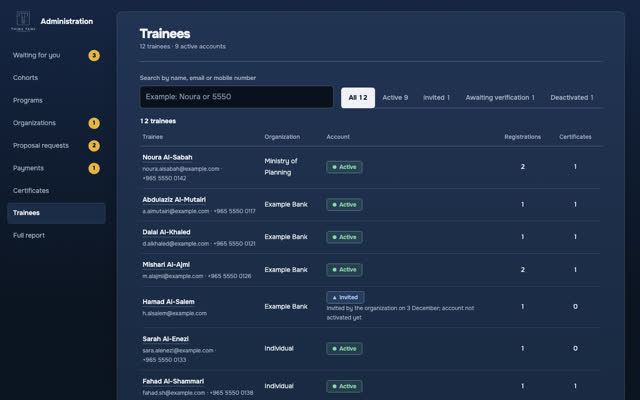 THINK PERK
Administration
Waiting for you 3
Cohorts
Programs
Organizations 1
Proposal requests 2
Payments 1
Certificates
Trainees
Full report
Trainees
12 trainees · 9 active accounts
Search by name, email or mobile number
Example: Noura or 5550
All 12 Active 9 Invited 1 Awaiting verification 1 Deactivated 1
12 trainees
Trainee Organization Account Registrations Certificates
Noura Al-Sabah
noura.alsabah@example.com ·
+965 5550 0142
Ministry of
Planning
Active 2 1
Abdulaziz Al-Mutairi
a.almutairi@example.com · +965 5550 0117
Example Bank Active 1 1
Dalal Al-Khaled
d.alkhaled@example.com · +965 5550 0121
Example Bank Active 1 1
Mishari Al-Ajmi
m.alajmi@example.com · +965 5550 0126
Example Bank Active 2 1
Hamad Al-Salem
h.alsalem@example.com
Example Bank
Invited
Invited by the organization on 3 December; account not
activated yet
1 0
Sarah Al-Enezi
sara.alenezi@example.com ·
+965 5550 0133
Individual Active 1 0
Fahad Al-Shammari
fahad.sh@example.com · +965 5550 0138
Individual Active 1 1